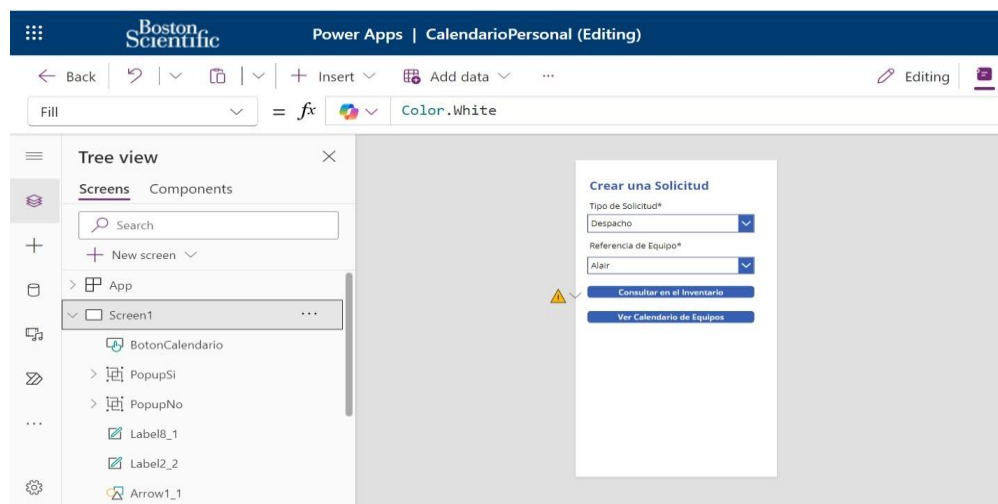 Boston
Scientific
Power Apps | CalendarioPersonal (Editing)
Back
Insert
Add data
...
Editing
Fill
= fx
Color.White
Tree view
Screens Components
Search
New screen
App
Screen1
...
BotonCalendario
PopupSi
PopupNo
Label8_1
Label2_2
Arrow1_1
Crear una Solicitud
Tipo de Solicitud*
Despacho
Referencia de Equipo*
Alair
Consultar en el Inventario
Ver Calendario de Equipos